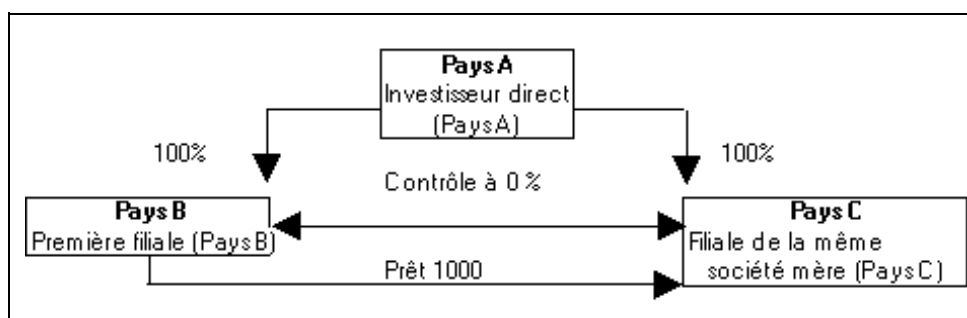 Pays A
Investisseur direct
(Pays A)
100%
100%
Contrôle à 0 %
Pays B
Première filiale (Pays B)
Pays C
Filiale de la même
société mère (Pays C)
Prêt 1000